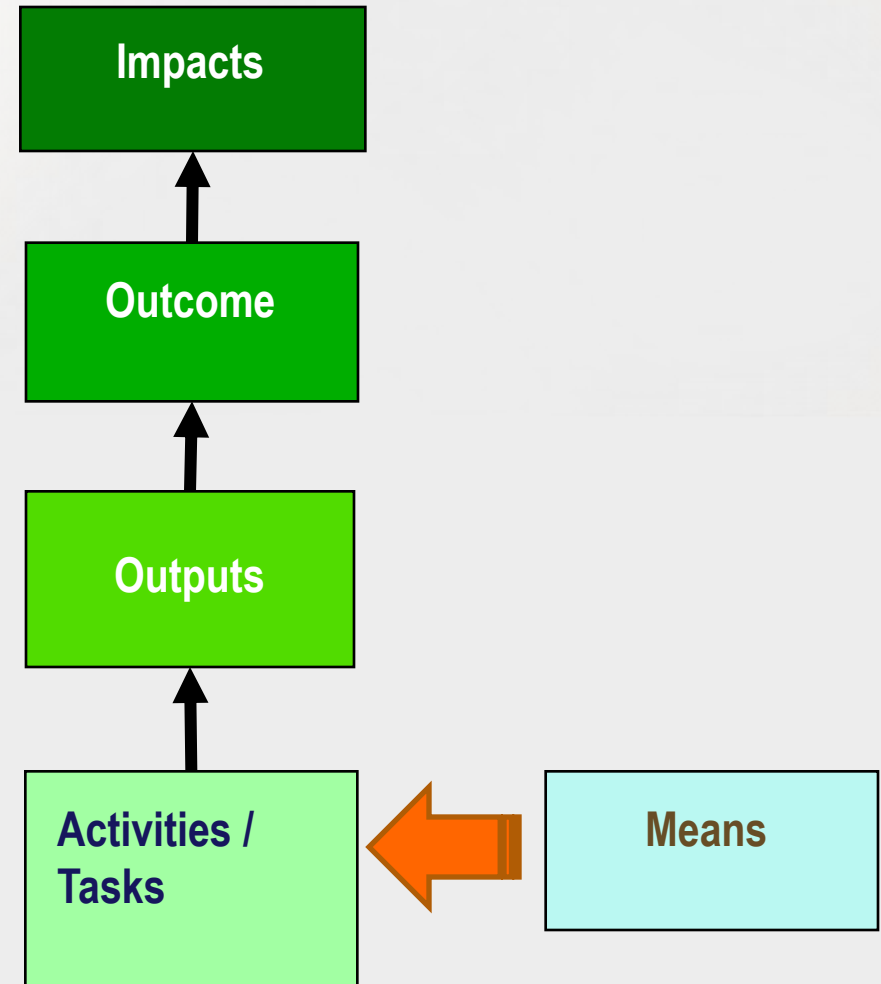 Impacts
Outcome
Outputs
Activities /
Tasks
Means